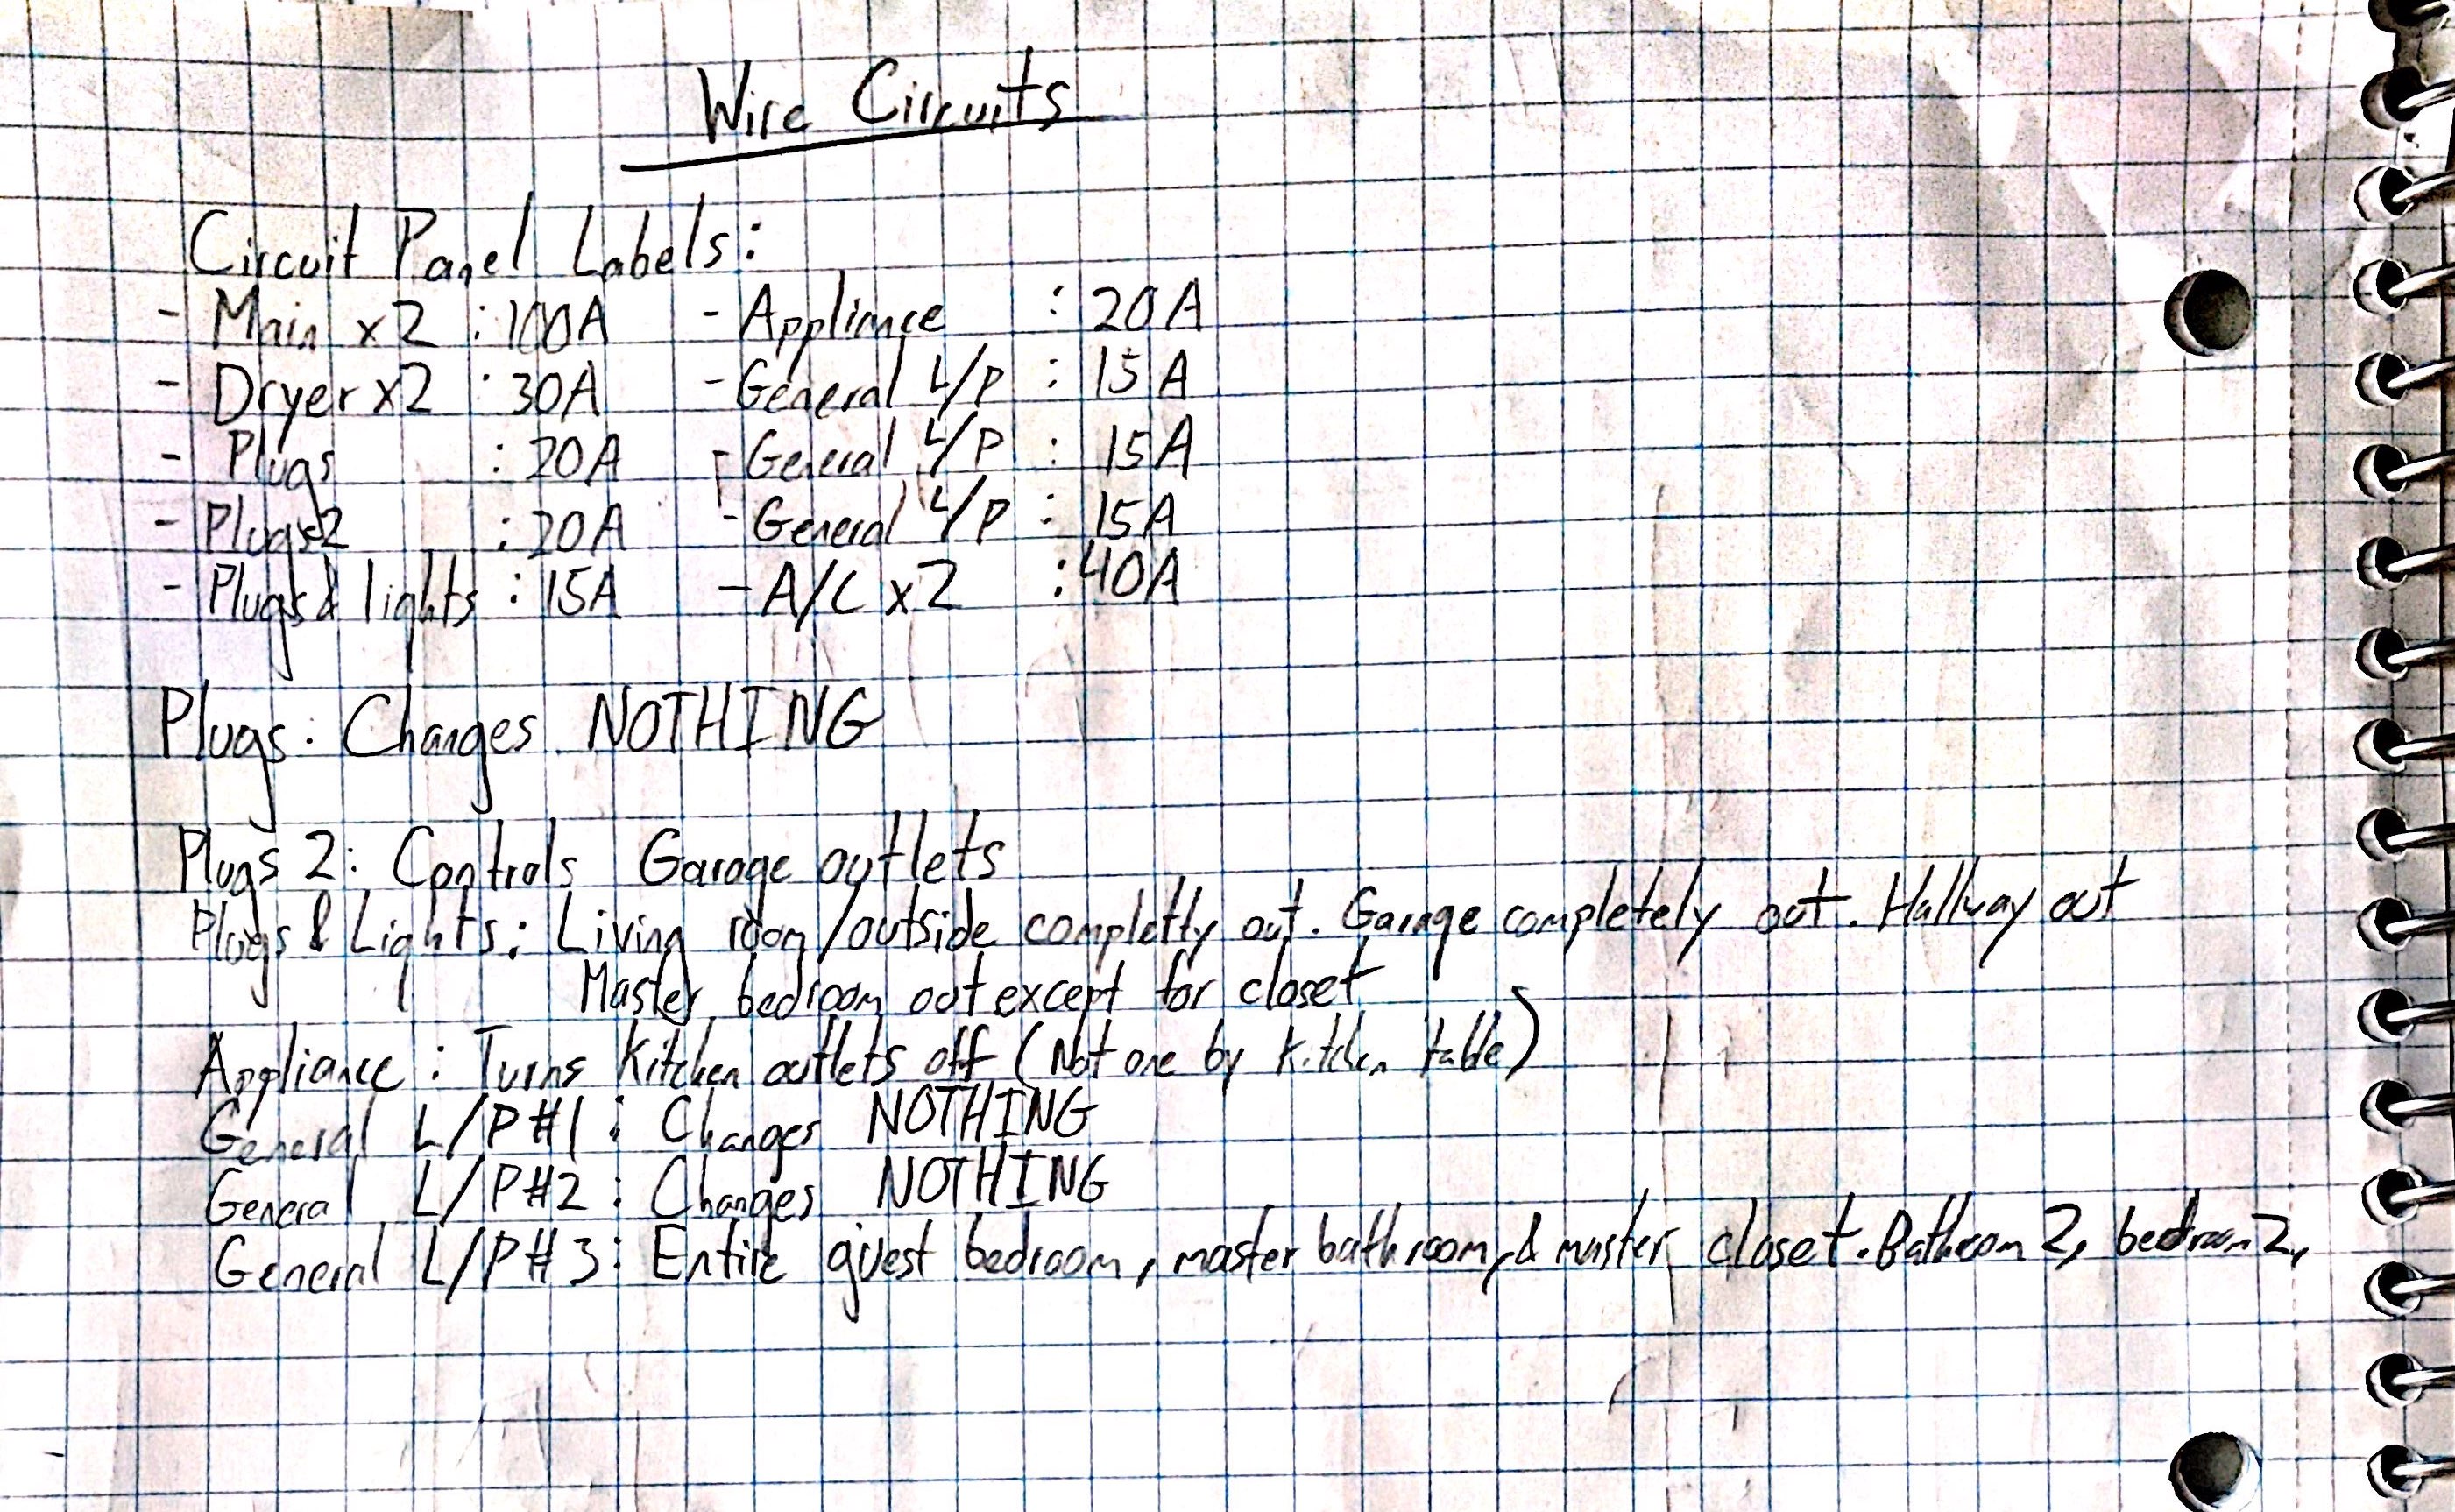 Wire Circuits
Circuit Panel Labels:
- Main x2 : 100A - Appliance : 20A
- Dryer x2 : 30A - General L/P : 15A
- Plugs : 20A - General L/P : 15A
- Plugs2 : 20A - General L/P : 15A
- Plugs & lights : 15A - A/C x2 : 40A
Plugs: Changes NOTHING
Plugs 2: Controls Garage outlets
Plugs & Lights: Living room/outside completly out. Garage completely out. Hallway out
Master bedroom out except for closet
Appliance : Turns Kitchen outlets off (Not one by kitchen table)
General L/P #1 : Changes NOTHING
General L/P #2 : Changes NOTHING
General L/P # 3: Entire guest bedroom, master bathroom, & master closet. Bathroom 2, bedroom 2,